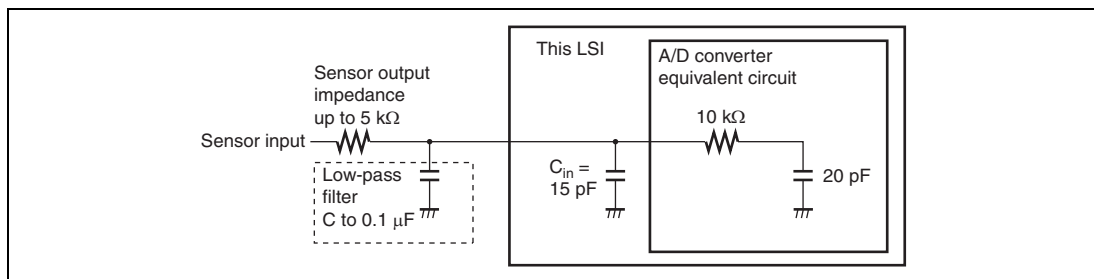 This LSI
A/D converter
equivalent circuit
Sensor output
impedance
up to 5 kΩ
10 kΩ
Sensor input
Low-pass
filter
C to 0.1 μF
Cin =
15 pF
20 pF